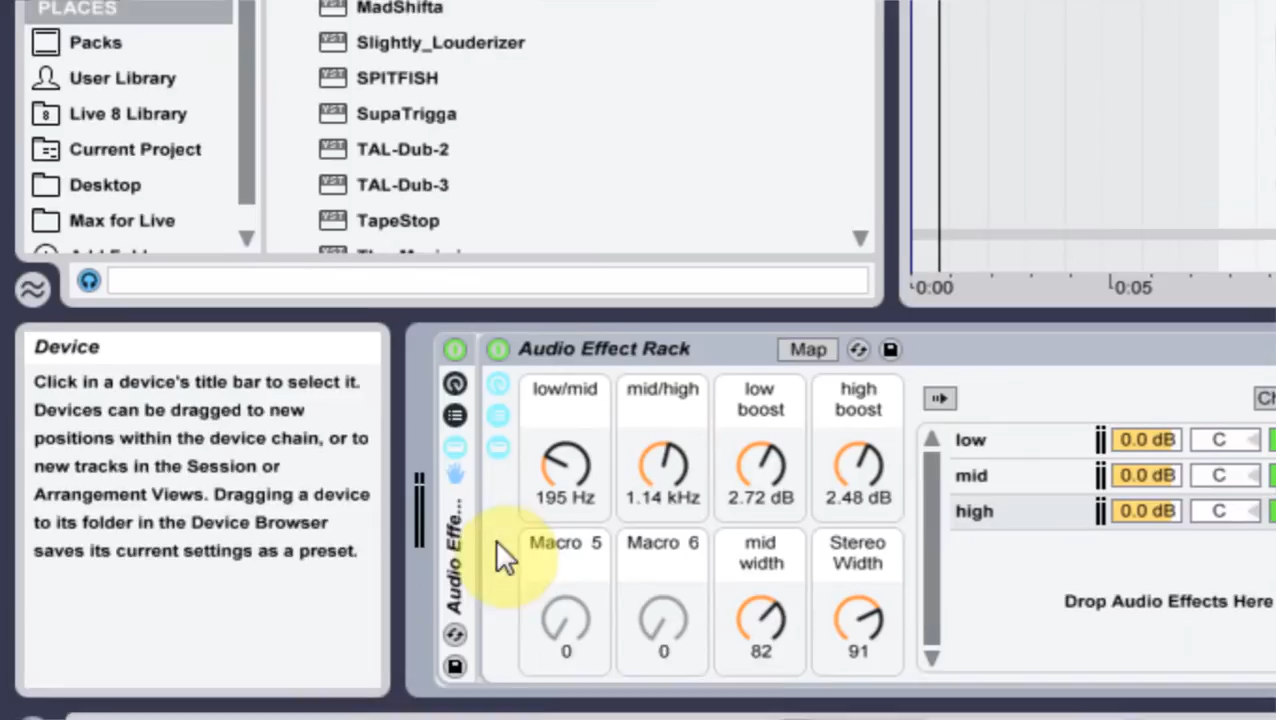 PLACES
Packs
User Library
Live 8 Library
Current Project
Desktop
Max for Live
MadShifta
Slightly_Louderizer
SPITFISH
SupaTrigga
TAL-Dub-2
TAL-Dub-3
TapeStop
0:00
0:05
Device
Click in a device's title bar to select it.
Devices can be dragged to new
positions within the device chain, or to
new tracks in the Session or
Arrangement Views. Dragging a device
to its folder in the Device Browser
saves its current settings as a preset.
Audio Effe...
Audio Effect Rack
Map
low/mid
195 Hz
mid/high
1.14 kHz
low
boost
2.72 dB
high
boost
2.48 dB
Macro 5
0
Macro 6
0
mid
width
82
Stereo
Width
91
low
0.0 dB
C
mid
0.0 dB
C
high
0.0 dB
C
Drop Audio Effects Here